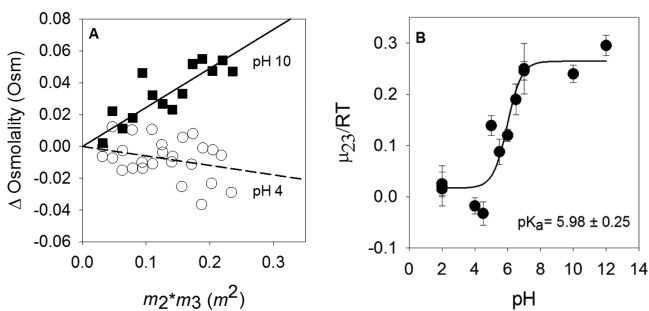 A
B
Δ Osmolality (Osm)
0.08
0.06
0.04
0.02
0.00
-0.02
-0.04
-0.06
pH 10
pH 4
0.0 0.1 0.2 0.3
m2*m3 (m²)
μ23/RT
0.3
0.2
0.1
0.0
-0.1
pKa= 5.98 ± 0.25
0 2 4 6 8 10 12 14
pH